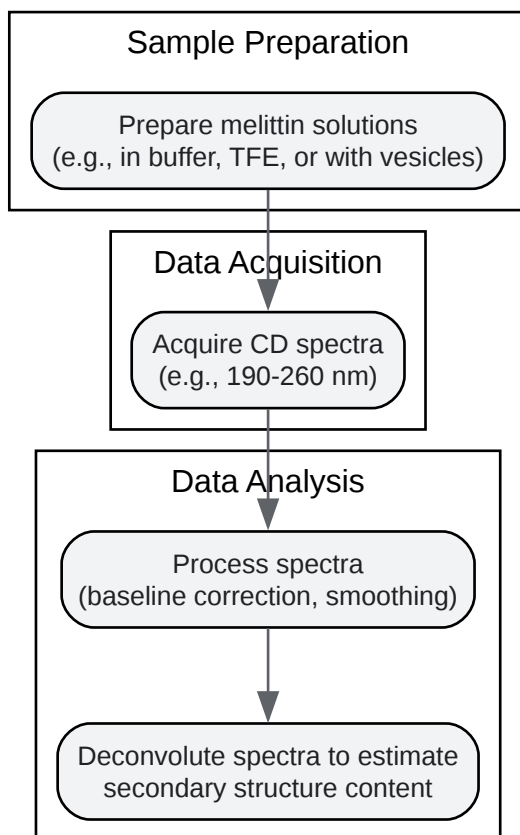 Sample Preparation
Prepare melittin solutions
(e.g., in buffer, TFE, or with vesicles)
Data Acquisition
Acquire CD spectra
(e.g., 190-260 nm)
Data Analysis
Process spectra
(baseline correction, smoothing)
Deconvolute spectra to estimate
secondary structure content